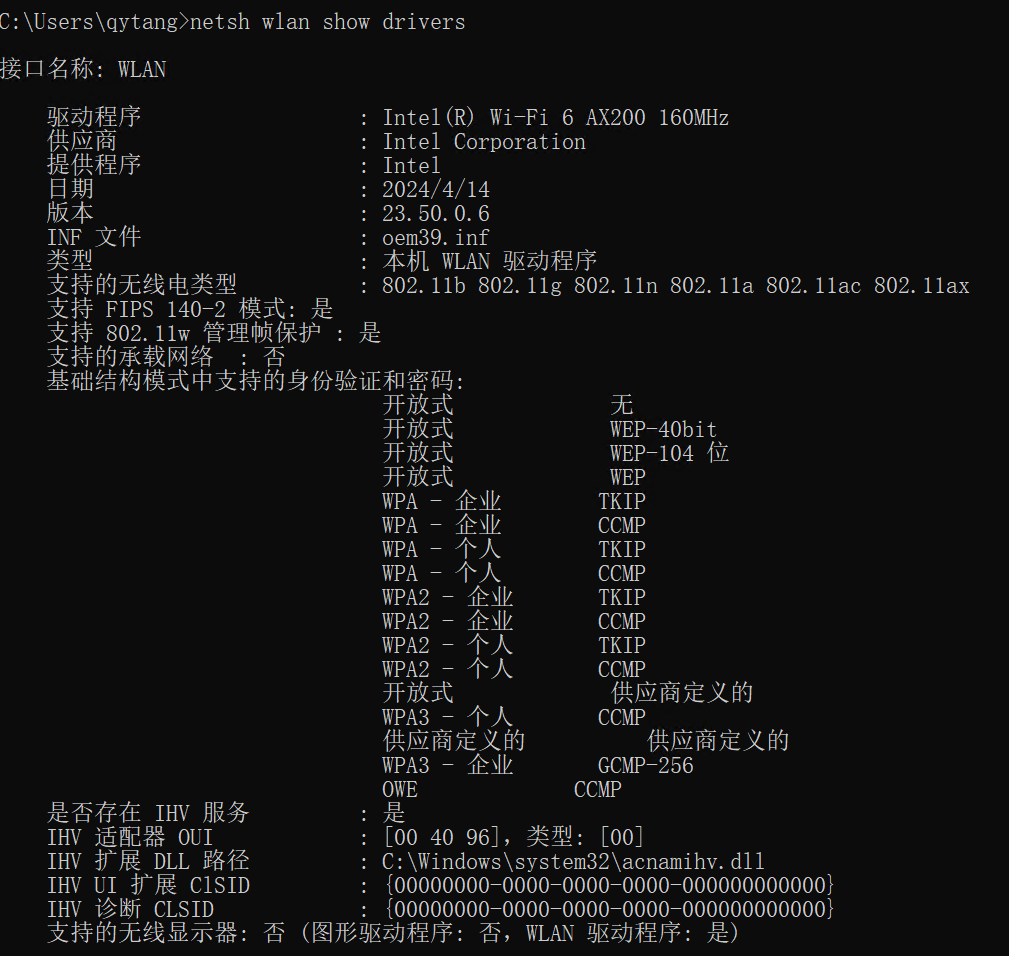 C:\Users\qytang>netsh wlan show drivers
接口名称: WLAN
驱动程序 : Intel(R) Wi-Fi 6 AX200 160MHz
供应商 : Intel Corporation
提供程序 : Intel
日期 : 2024/4/14
版本 : 23.50.0.6
INF 文件 : oem39.inf
类型 : 本机 WLAN 驱动程序
支持的无线电类型 : 802.11b 802.11g 802.11n 802.11a 802.11ac 802.11ax
支持 FIPS 140-2 模式: 是
支持 802.11w 管理帧保护 : 是
支持的承载网络 : 否
基础结构模式中支持的身份验证和密码:
开放式 无
开放式 WEP-40bit
开放式 WEP-104 位
开放式 WEP
WPA - 企业 TKIP
WPA - 企业 CCMP
WPA - 个人 TKIP
WPA - 个人 CCMP
WPA2 - 企业 TKIP
WPA2 - 企业 CCMP
WPA2 - 个人 TKIP
WPA2 - 个人 CCMP
开放式 供应商定义的
WPA3 - 个人 CCMP
供应商定义的 供应商定义的
WPA3 - 企业 GCMP-256
OWE CCMP
是否存在 IHV 服务 : 是
IHV 适配器 OUI : [00 40 96]，类型: [00]
IHV 扩展 DLL 路径 : C:\Windows\system32\acnamihv.dll
IHV UI 扩展 ClSID : {00000000-0000-0000-0000-000000000000}
IHV 诊断 CLSID : {00000000-0000-0000-0000-000000000000}
支持的无线显示器: 否 (图形驱动程序: 否，WLAN 驱动程序: 是)